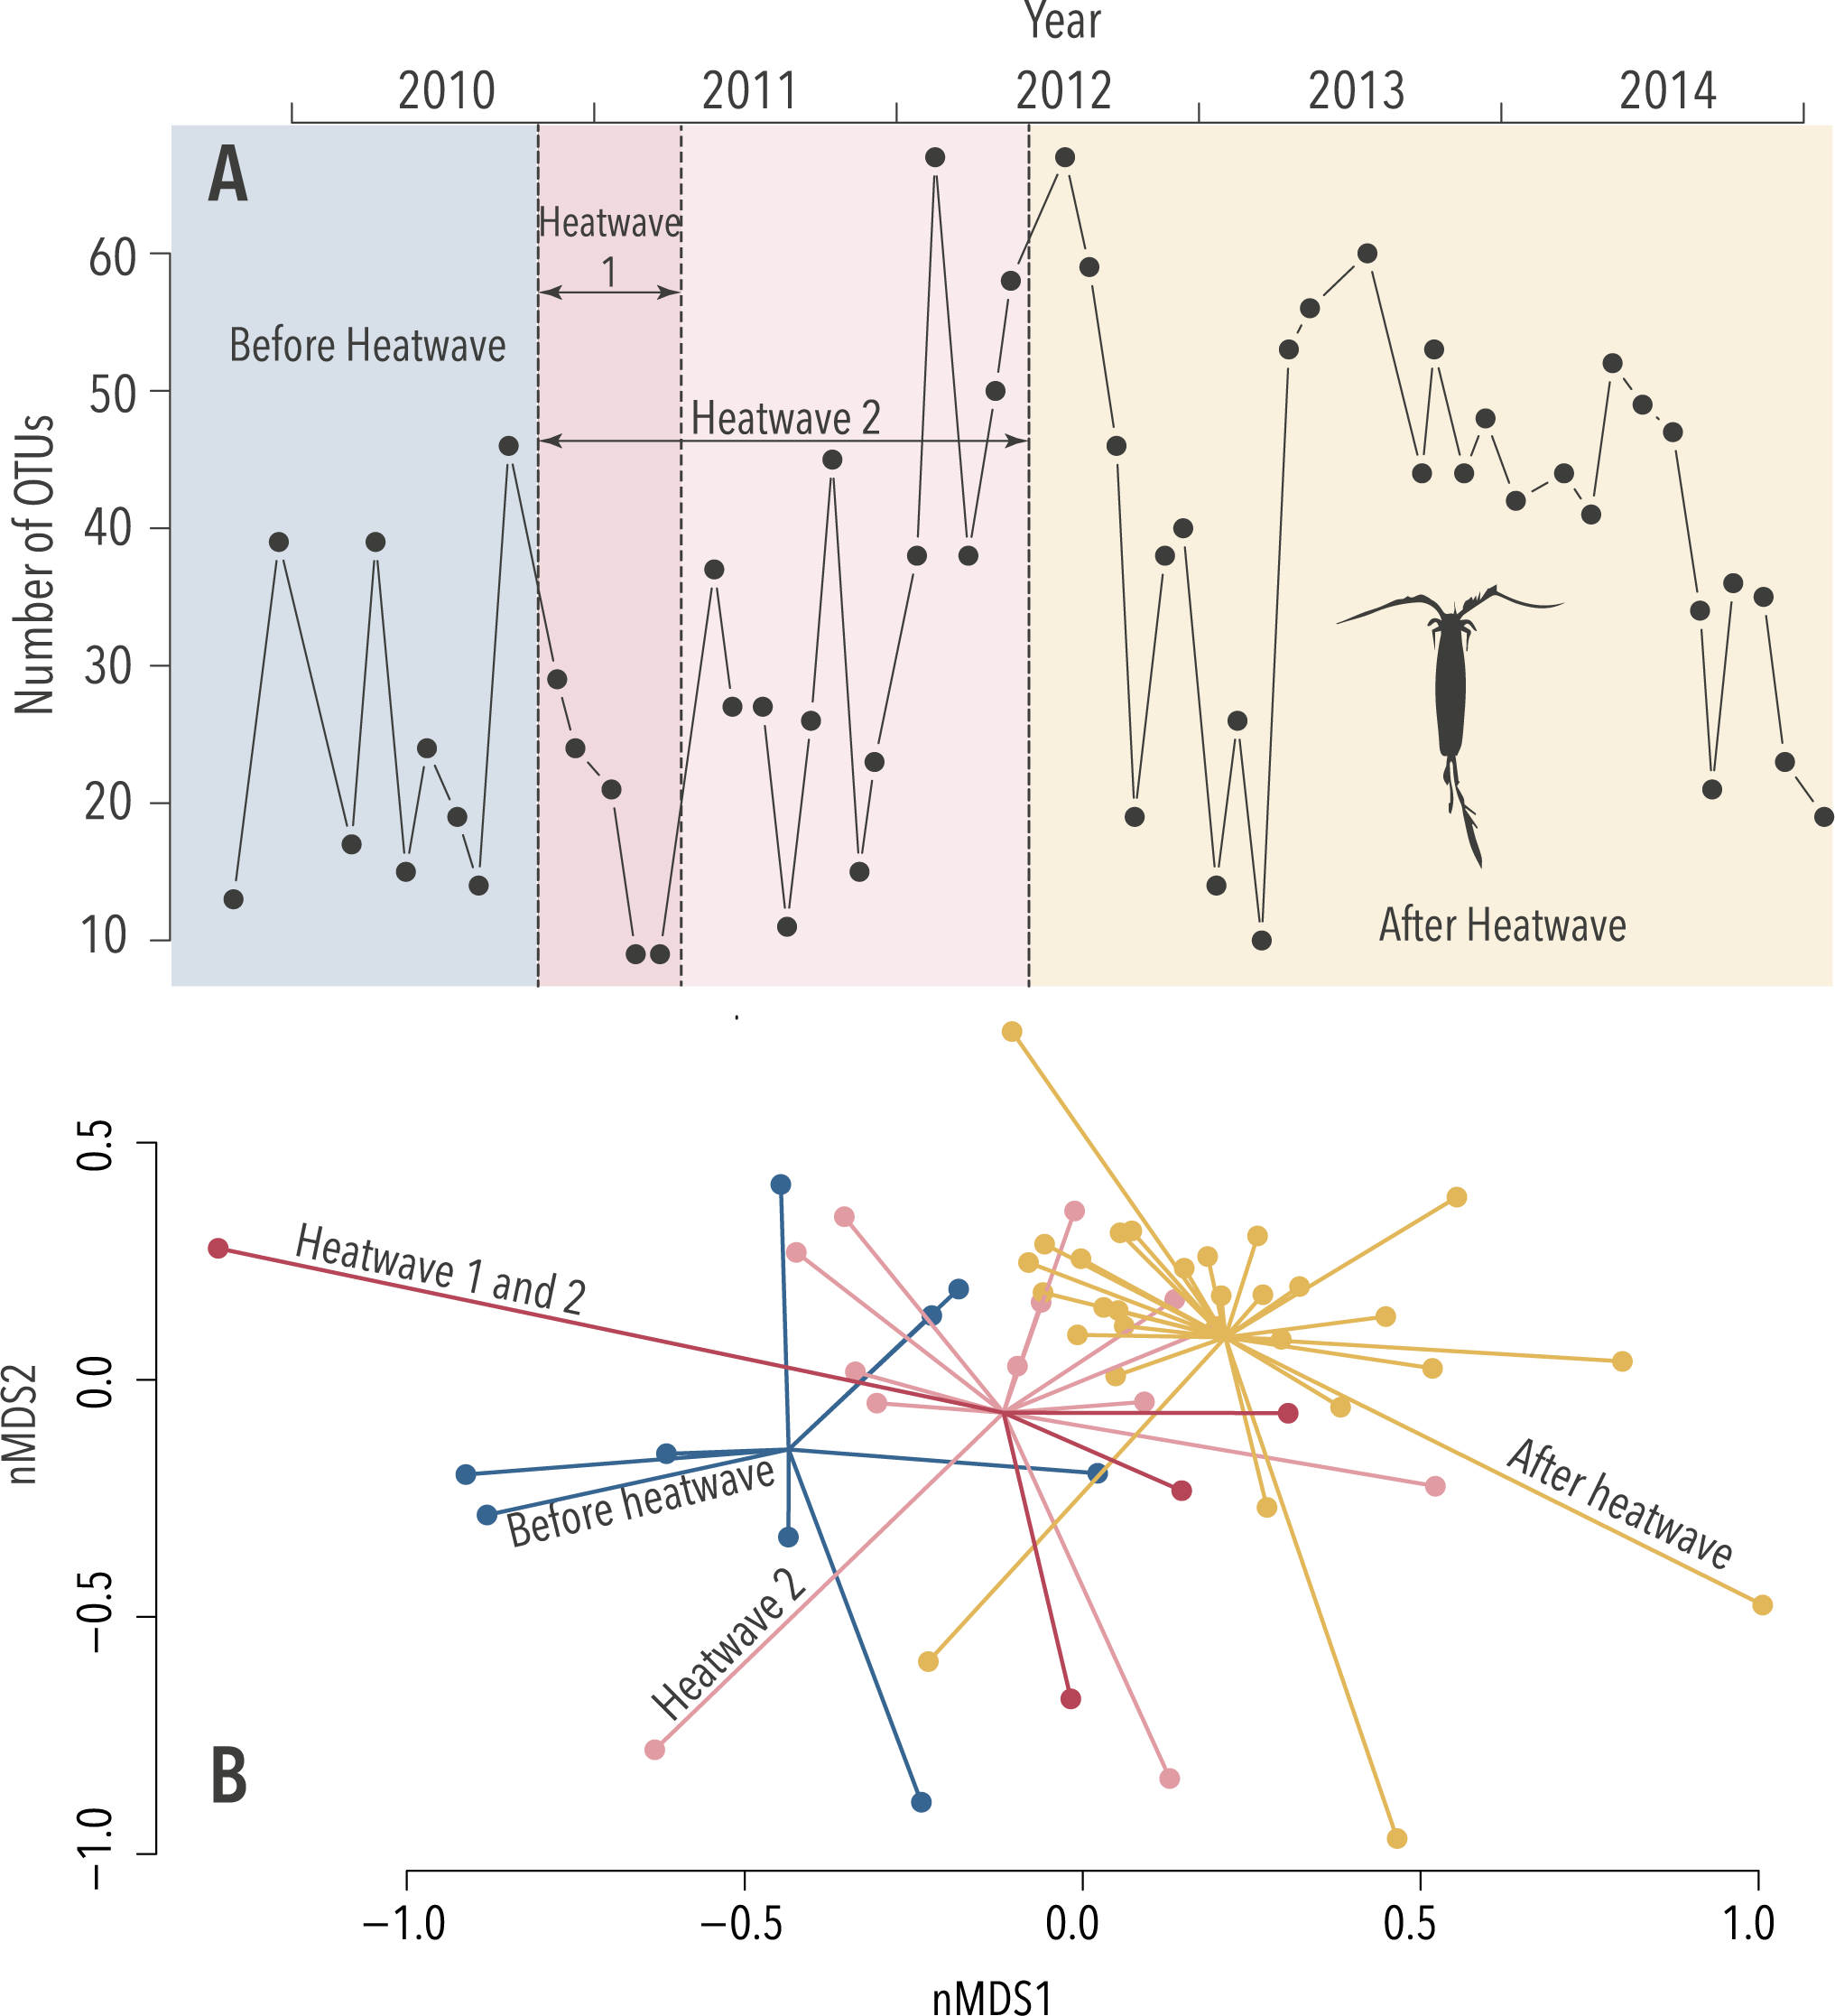 Year
2010 2011 2012 2013 2014
A
Heatwave
1
Before Heatwave
Heatwave 2
After Heatwave
60
50
40
30
20
10
Number of OTUs
Heatwave 1 and 2
Before heatwave
Heatwave 2
After heatwave
B
0.5
0.0
−0.5
−1.0
nMDS2
−1.0 −0.5 0.0 0.5 1.0
nMDS1